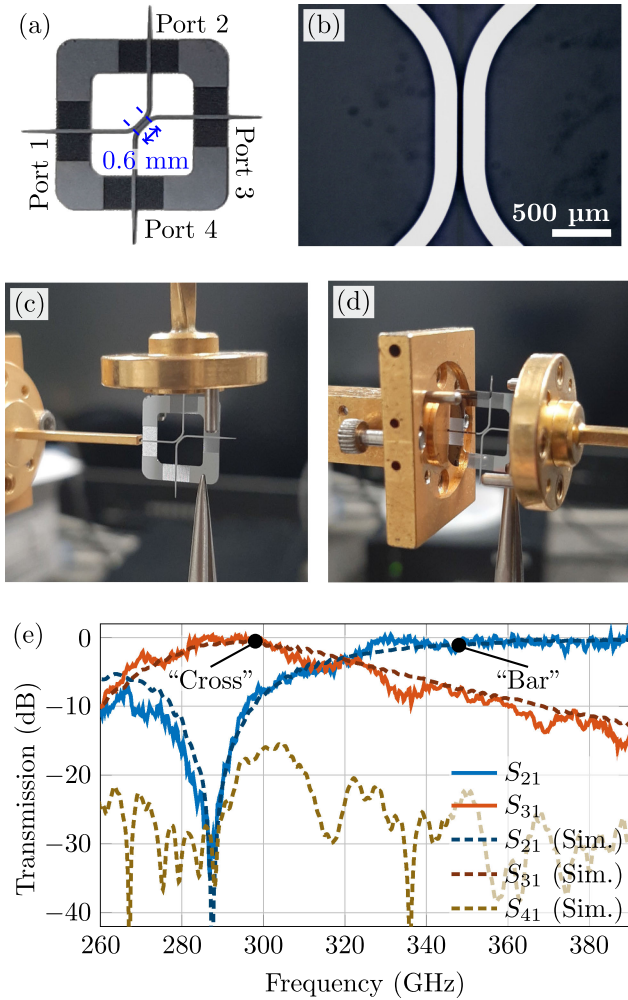 (a)
Port 2
Port 1
0.6 mm
Port 3
Port 4
(b)
500 µm
(c)
(d)
(e)
Transmission (dB)
0
−10
−20
−30
−40
“Cross”
“Bar”
S21
S31
S21 (Sim.)
S31 (Sim.)
S41 (Sim.)
260
280
300
320
340
360
380
Frequency (GHz)